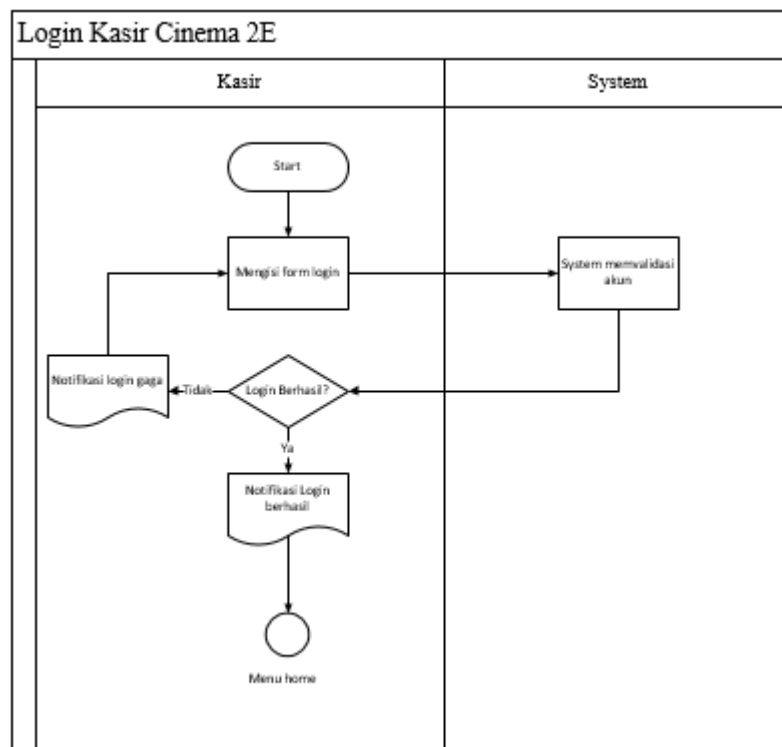 Login Kasir Cinema 2E
Kasir
System
Start
Mengisi form login
System memvalidasi
akun
Notifikasi login gaga
Tidak
Login Berhasil?
Ya
Notifikasi Login
berhasil
Menu home